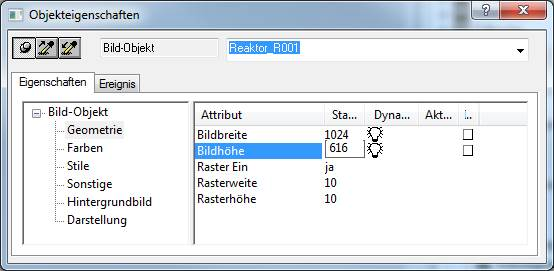 Objekteigenschaften
Bild-Objekt Reaktor_R001
Eigenschaften Ereignis
Bild-Objekt
Geometrie
Farben
Stile
Sonstige
Hintergrundbild
Darstellung
Attribut Sta... Dyna... Akt... I...
Bildbreite 1024
Bildhöhe 616
Raster Ein ja
Rasterweite 10
Rasterhöhe 10